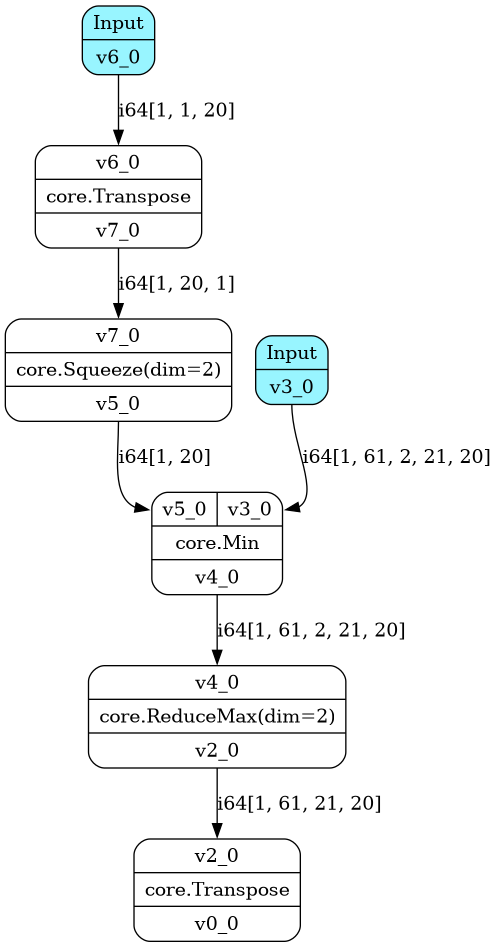 Input
v6_0
i64[1, 1, 20]
v6_0
core.Transpose
v7_0
i64[1, 20, 1]
v7_0
core.Squeeze(dim=2)
v5_0
Input
v3_0
i64[1, 20]
i64[1, 61, 2, 21, 20]
v5_0 v3_0
core.Min
v4_0
i64[1, 61, 2, 21, 20]
v4_0
core.ReduceMax(dim=2)
v2_0
i64[1, 61, 21, 20]
v2_0
core.Transpose
v0_0